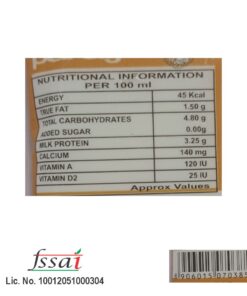 NUTRITIONAL INFORMATION
PER 100 ml
ENERGY 45 Kcal
TRUE FAT 1.50 g
TOTAL CARBOHYDRATES 4.80 g
ADDED SUGAR 0.00g
MILK PROTEIN 3.25 g
CALCIUM 140 mg
VITAMIN A 120 IU
VITAMIN D2 25 IU
Approx Values
fssai
Lic. No. 10012051000304